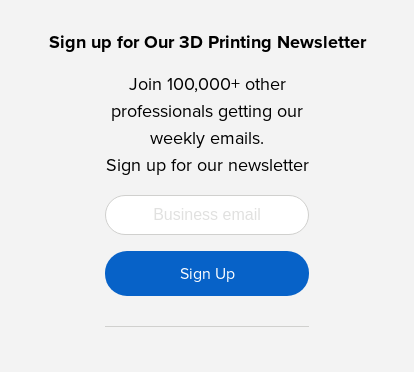 Sign up for Our 3D Printing Newsletter
Join 100,000+ other
professionals getting our
weekly emails.
Sign up for our newsletter
Business email
Sign Up